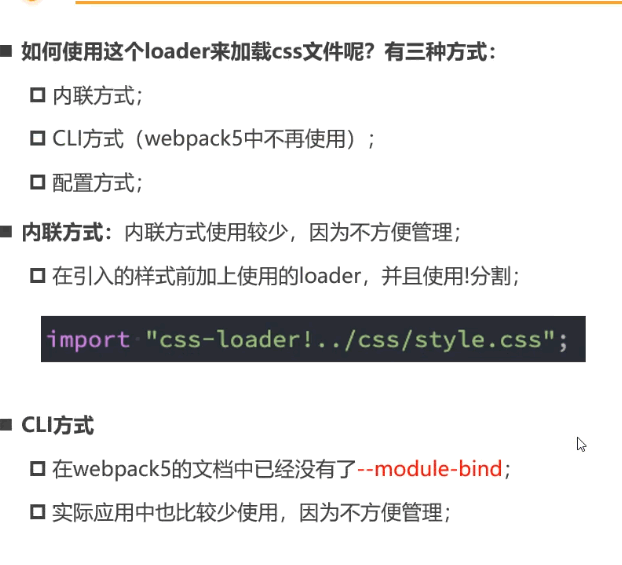 如何使用这个loader来加载css文件呢？有三种方式：
内联方式；
CLI方式（webpack5中不再使用）；
配置方式；
内联方式：内联方式使用较少，因为不方便管理；
在引入的样式前加上使用的loader，并且使用!分割；
import "css-loader!../css/style.css";
CLI方式
在webpack5的文档中已经没有了--module-bind；
实际应用中也比较少使用，因为不方便管理；